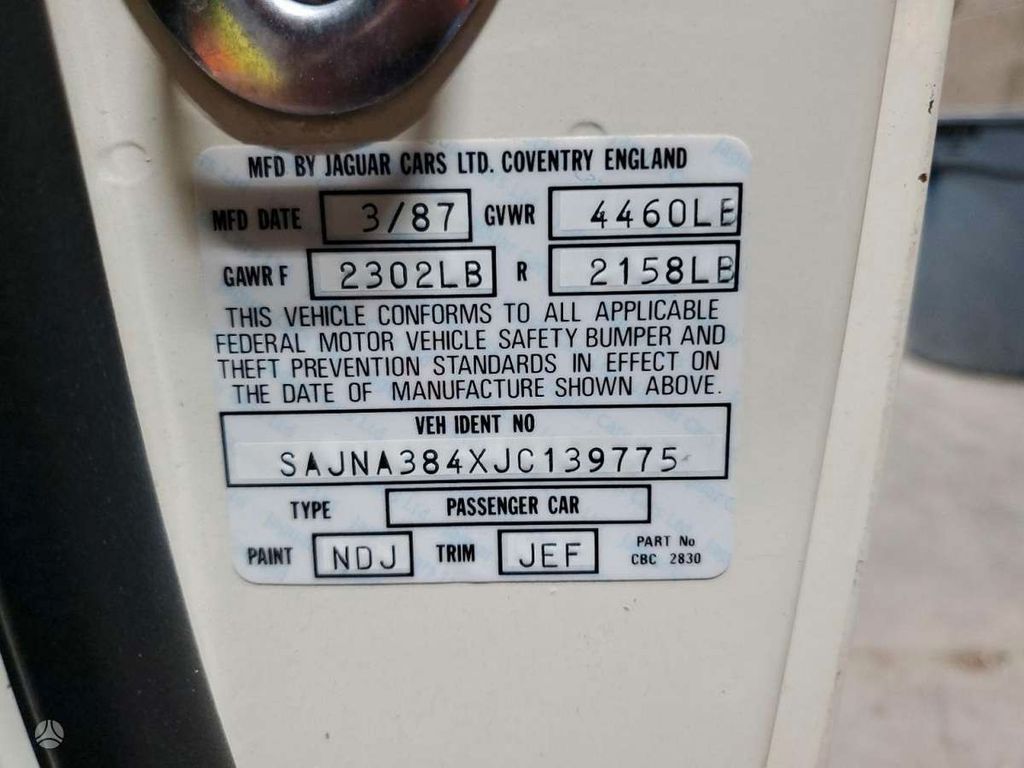 MFD BY JAGUAR CARS LTD. COVENTRY ENGLAND
MFD DATE 3/87 GVWR 4460LB
GAWR F 2302LB R 2158LB
THIS VEHICLE CONFORMS TO ALL APPLICABLE
FEDERAL MOTOR VEHICLE SAFETY BUMPER AND
THEFT PREVENTION STANDARDS IN EFFECT ON
THE DATE OF MANUFACTURE SHOWN ABOVE.
VEH IDENT NO
SAJNA384XJC139775
TYPE PASSENGER CAR
PAINT NDJ TRIM JEF PART No
CBC 2830